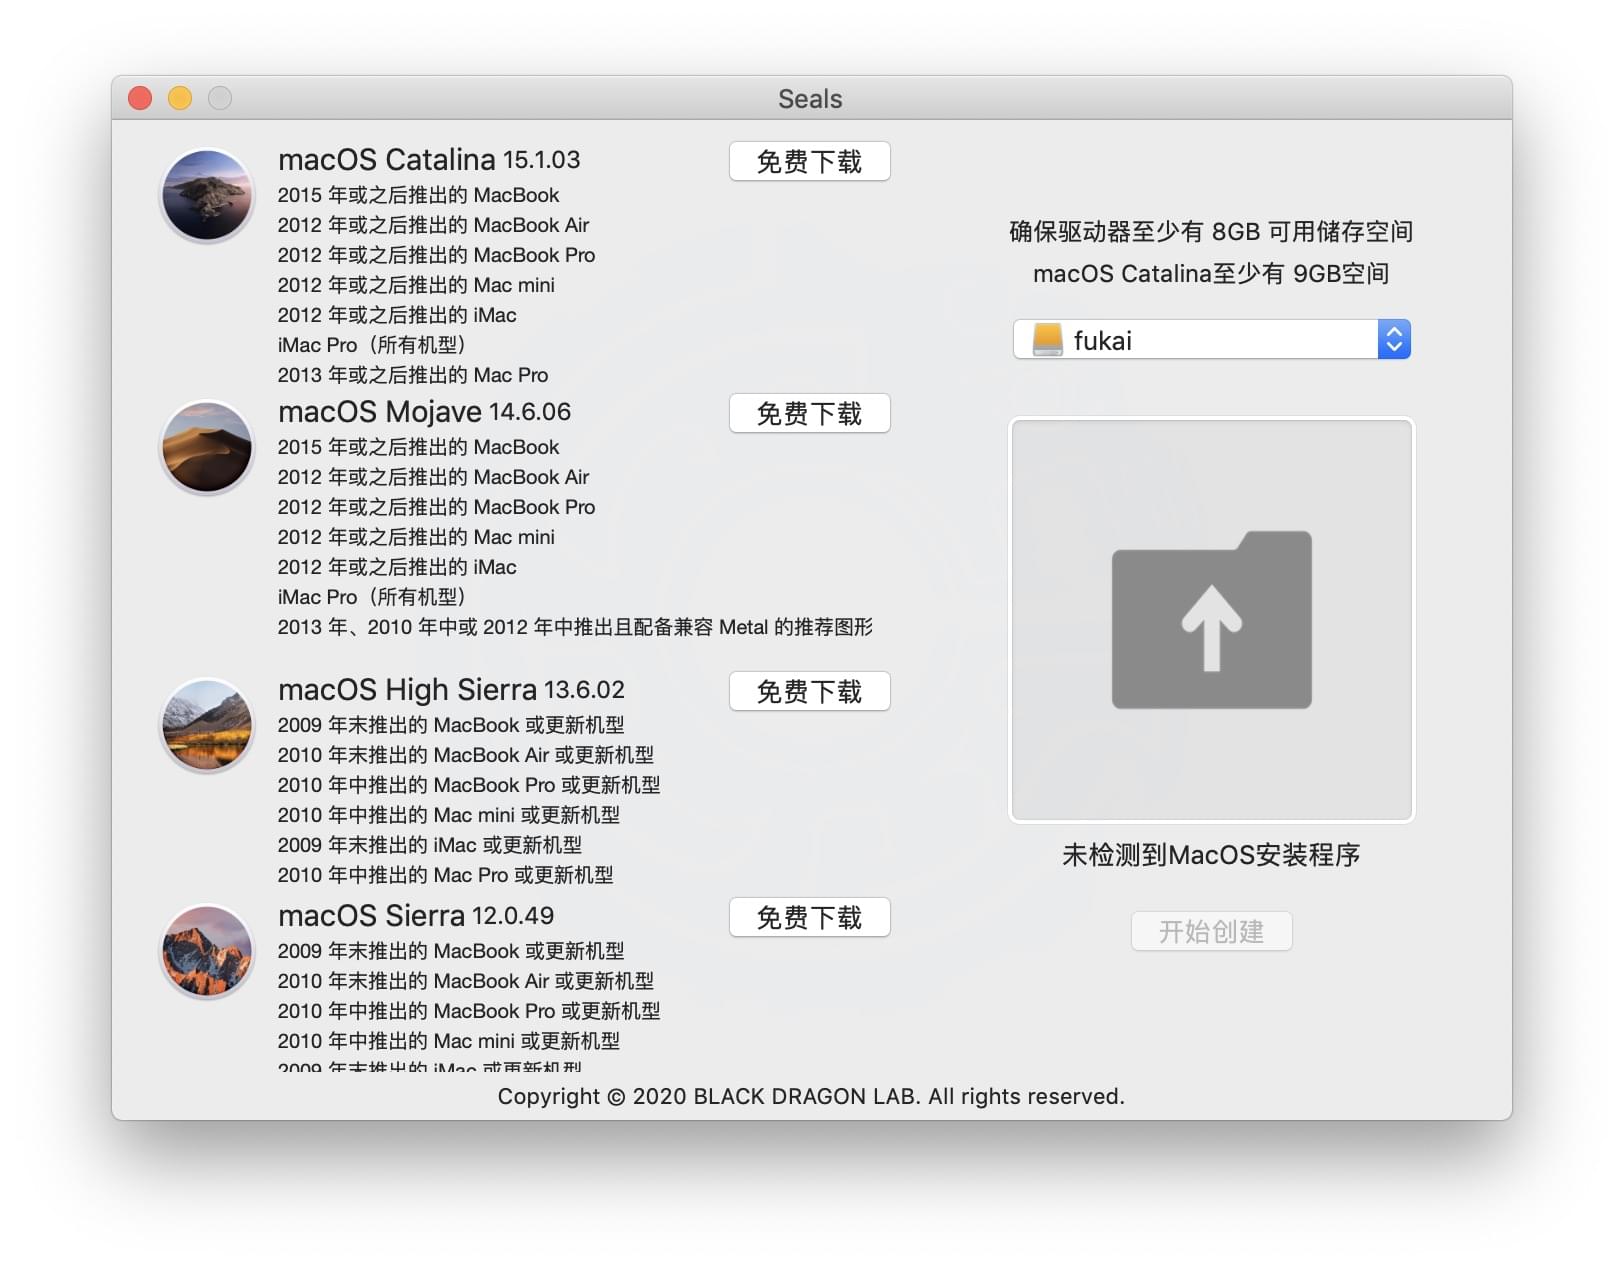 Seals
macOS Catalina 15.1.03
免费下载
2015 年或之后推出的 MacBook
2012 年或之后推出的 MacBook Air
2012 年或之后推出的 MacBook Pro
2012 年或之后推出的 Mac mini
2012 年或之后推出的 iMac
iMac Pro（所有机型）
2013 年或之后推出的 Mac Pro
macOS Mojave 14.6.06
免费下载
2015 年或之后推出的 MacBook
2012 年或之后推出的 MacBook Air
2012 年或之后推出的 MacBook Pro
2012 年或之后推出的 Mac mini
2012 年或之后推出的 iMac
iMac Pro（所有机型）
2013 年、2010 年中或 2012 年中推出且配备兼容 Metal 的推荐图形
macOS High Sierra 13.6.02
免费下载
2009 年末推出的 MacBook 或更新机型
2010 年末推出的 MacBook Air 或更新机型
2010 年中推出的 MacBook Pro 或更新机型
2010 年中推出的 Mac mini 或更新机型
2009 年末推出的 iMac 或更新机型
2010 年中推出的 Mac Pro 或更新机型
macOS Sierra 12.0.49
免费下载
2009 年末推出的 MacBook 或更新机型
2010 年末推出的 MacBook Air 或更新机型
2010 年中推出的 MacBook Pro 或更新机型
2010 年中推出的 Mac mini 或更新机型
2009 年末推出的 iMac 或更新机型
确保驱动器至少有 8GB 可用储存空间
macOS Catalina至少有 9GB空间
fukai
未检测到MacOS安装程序
开始创建
Copyright © 2020 BLACK DRAGON LAB. All rights reserved.